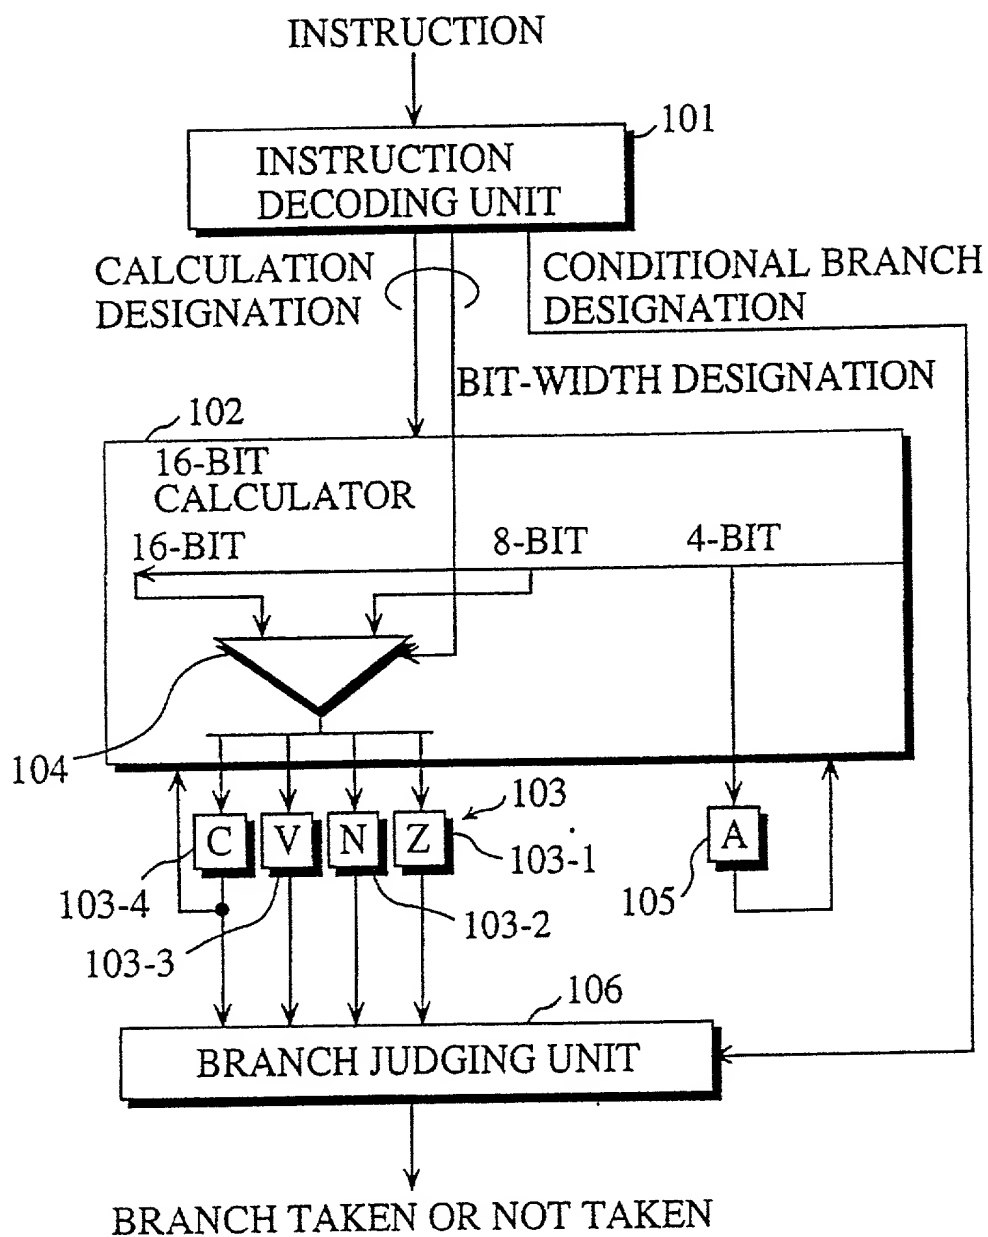 INSTRUCTION
101
INSTRUCTION
DECODING UNIT
CALCULATION
DESIGNATION
CONDITIONAL BRANCH
DESIGNATION
BIT-WIDTH DESIGNATION
102
16-BIT
CALCULATOR
16-BIT
8-BIT
4-BIT
104
103
C
V
N
Z
A
103-1
103-4
105
103-2
103-3
106
BRANCH JUDGING UNIT
BRANCH TAKEN OR NOT TAKEN